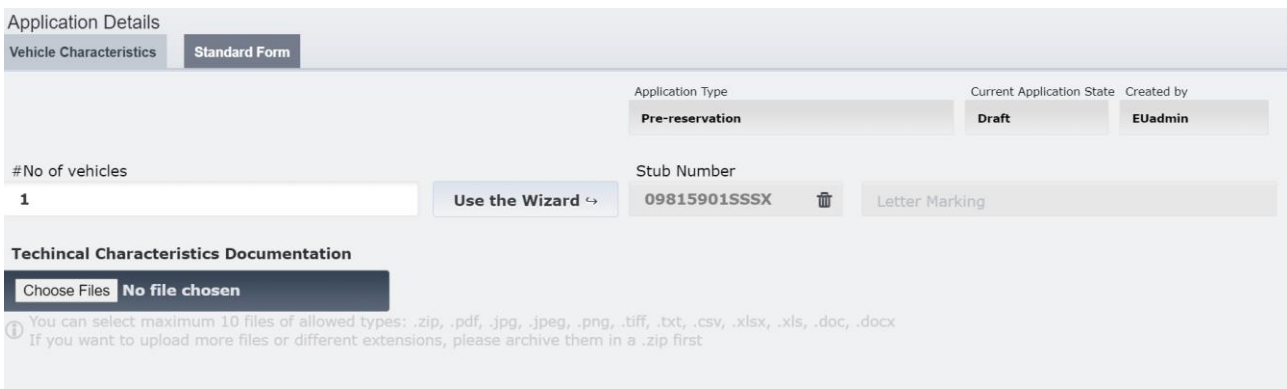 Application Details
Vehicle Characteristics Standard Form
Application Type Current Application State Created by
Pre-reservation Draft EUadmin
#No of vehicles Stub Number
1 Use the Wizard ↪ 09815901SSSX Letter Marking
Techincal Characteristics Documentation
Choose Files No file chosen
You can select maximum 10 files of allowed types: .zip, .pdf, .jpg, .jpeg, .png, .tiff, .txt, .csv, .xlsx, .xls, .doc, .docx
If you want to upload more files or different extensions, please archive them in a .zip first